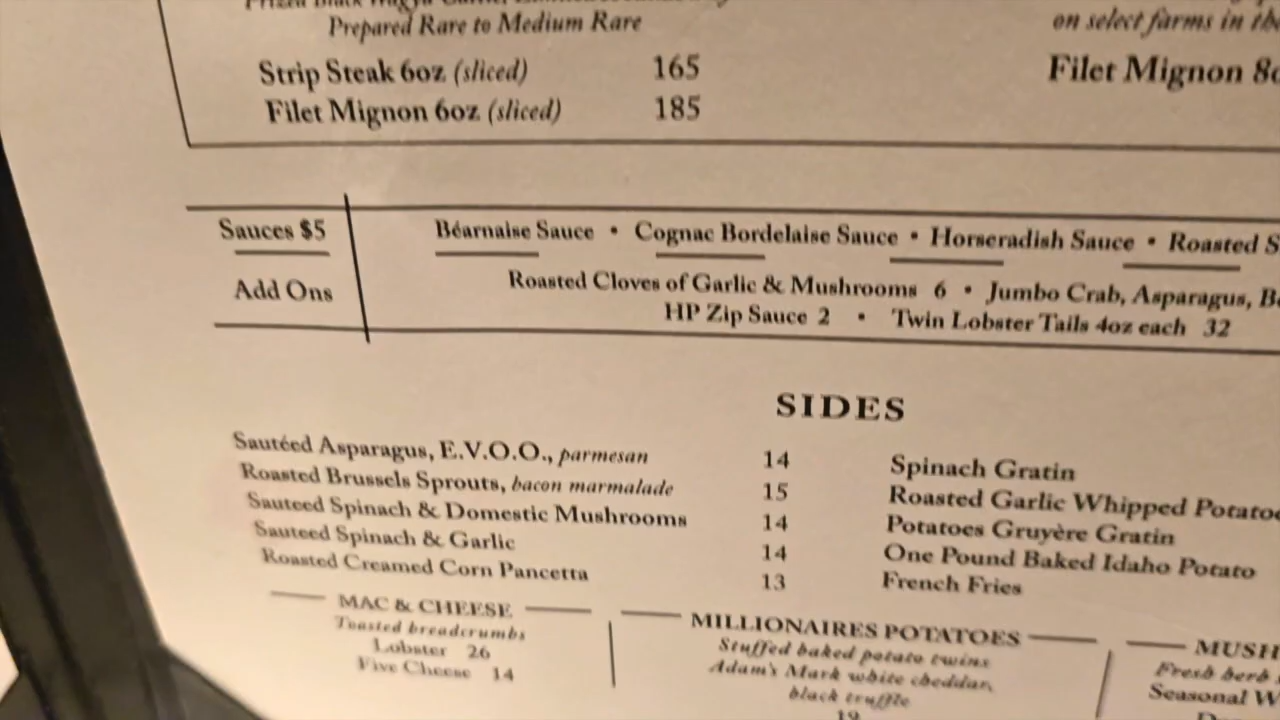 Prepared Rare to Medium Rare
on select farms in the
Strip Steak 6oz (sliced) 165
Filet Mignon 8o
Filet Mignon 6oz (sliced) 185
Sauces $5
Béarnaise Sauce • Cognac Bordelaise Sauce • Horseradish Sauce • Roasted S
Add Ons
Roasted Cloves of Garlic & Mushrooms 6 • Jumbo Crab, Asparagus, B
HP Zip Sauce 2 • Twin Lobster Tails 4oz each 32
SIDES
Sautéed Asparagus, E.V.O.O., parmesan 14
Roasted Brussels Sprouts, bacon marmalade 15
Sauteed Spinach & Domestic Mushrooms 14
Sauteed Spinach & Garlic 14
Roasted Creamed Corn Pancetta 13
Spinach Gratin
Roasted Garlic Whipped Potatoe
Potatoes Gruyère Gratin
One Pound Baked Idaho Potato
French Fries
MAC & CHEESE
Toasted breadcrumbs
Lobster 26
Five Cheese 14
MILLIONAIRES POTATOES
Stuffed baked potato twins
Adam's Mark white cheddar,
black truffle
19
MUSH
Fresh herb
Seasonal W